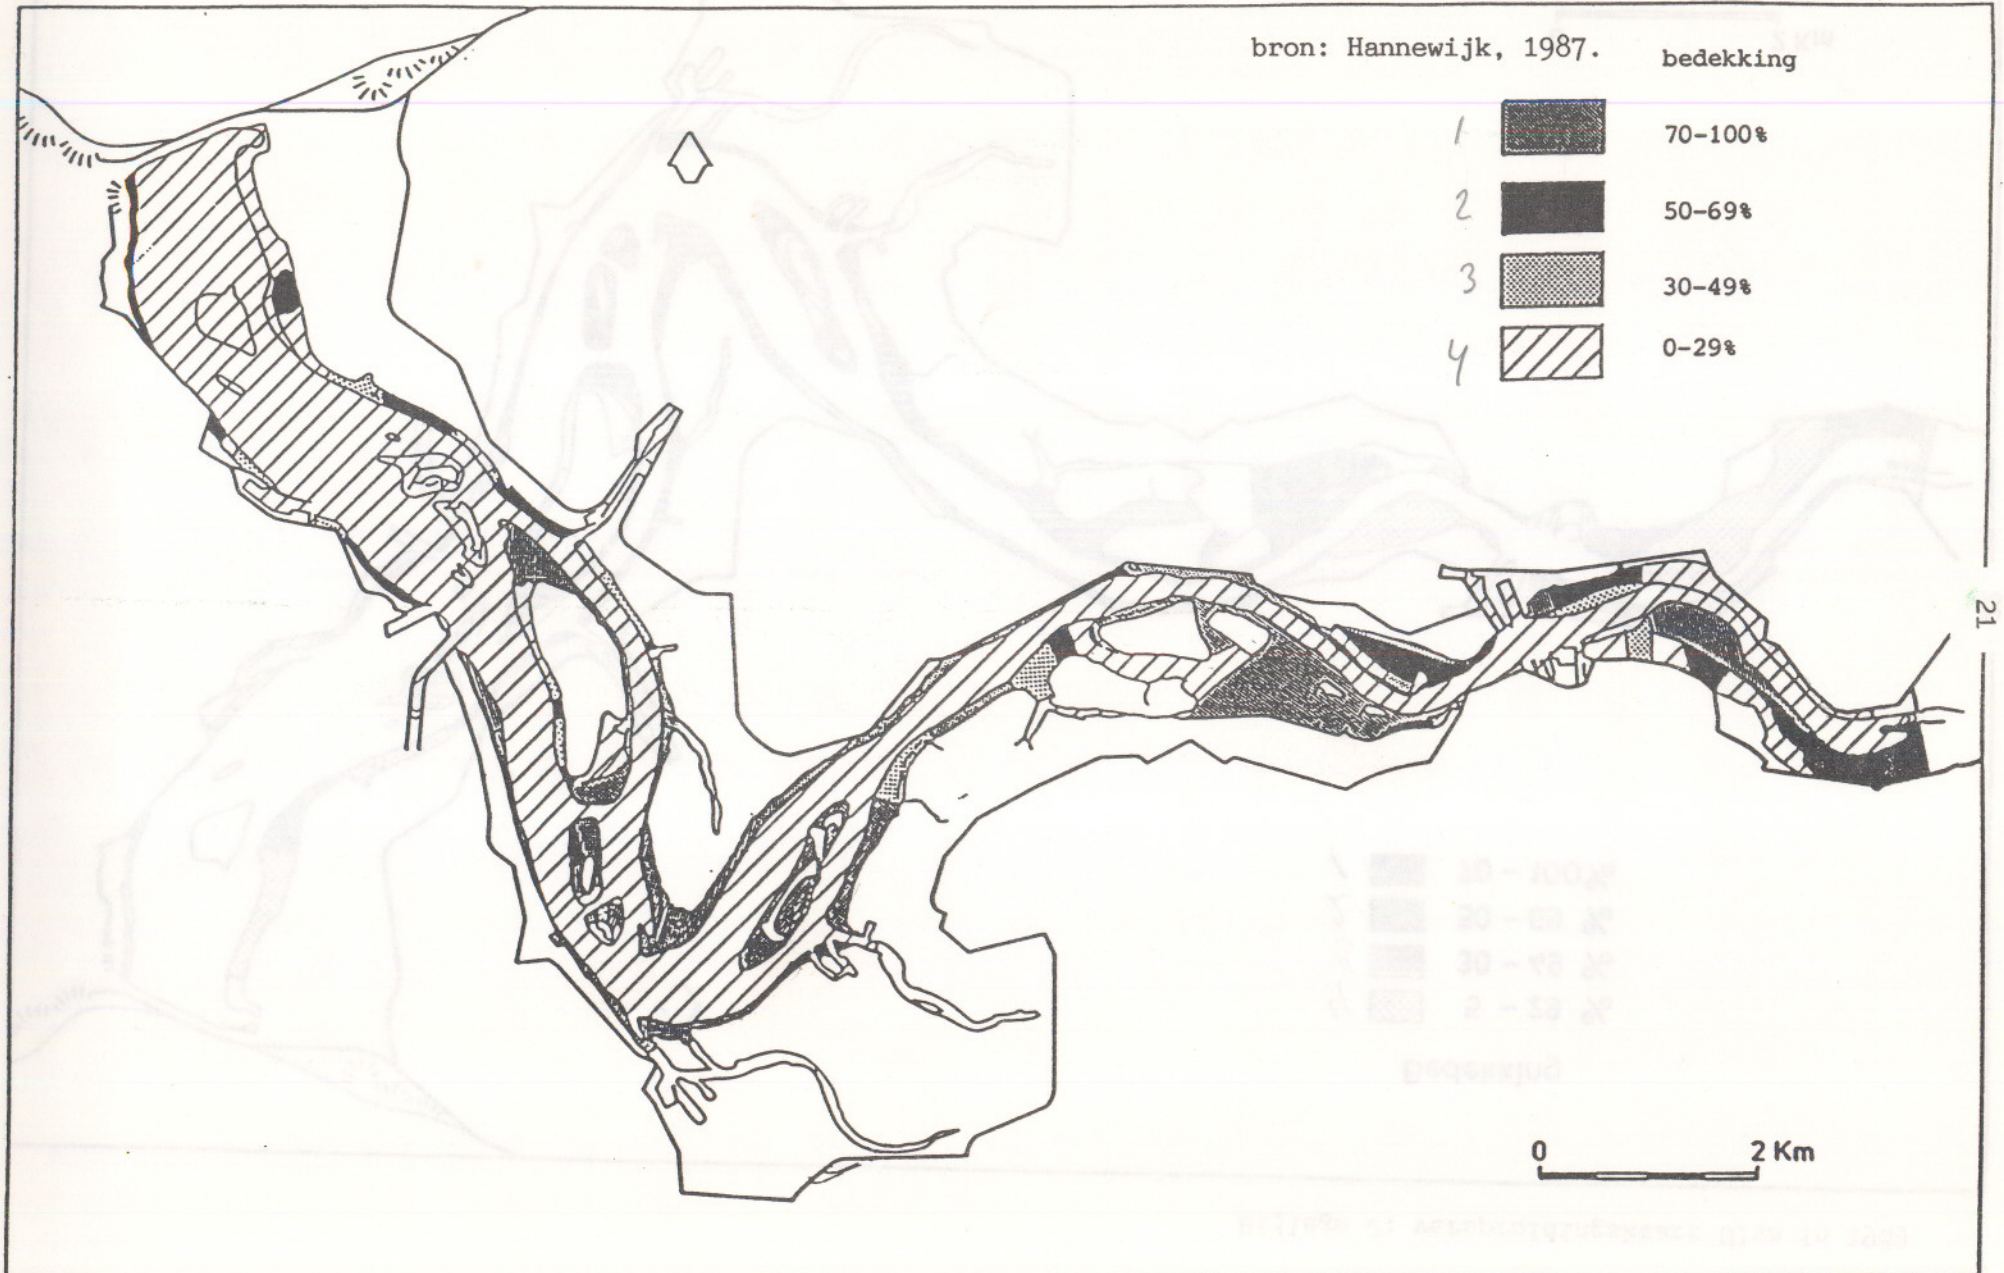 bron: Hannewijk, 1987.
bedekking
1 70-100%
2 50-69%
3 30-49%
4 0-29%
21
0 2 Km